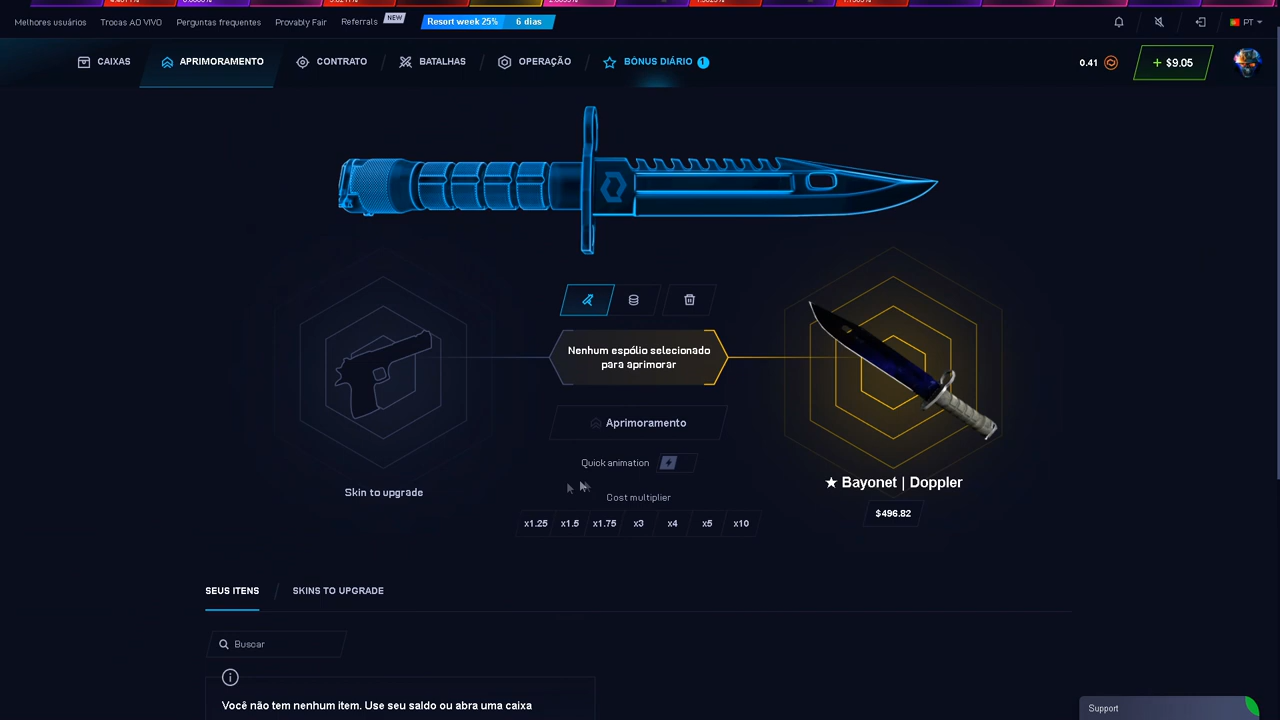 Melhores usuários
Trocas AO VIVO
Perguntas frequentes
Provably Fair
Referrals
NEW
Resort week 25%
6 dias
PT
CAIXAS
APRIMORAMENTO
CONTRATO
BATALHAS
OPERAÇÃO
BÓNUS DIÁRIO
1
0.41
+ $9.05
Nenhum espólio selecionado
para aprimorar
Aprimoramento
Quick animation
Cost multiplier
x1.25
x1.5
x1.75
x3
x4
x5
x10
Skin to upgrade
★ Bayonet | Doppler
$496.82
SEUS ITENS
SKINS TO UPGRADE
Buscar
Você não tem nenhum item. Use seu saldo ou abra uma caixa
Support